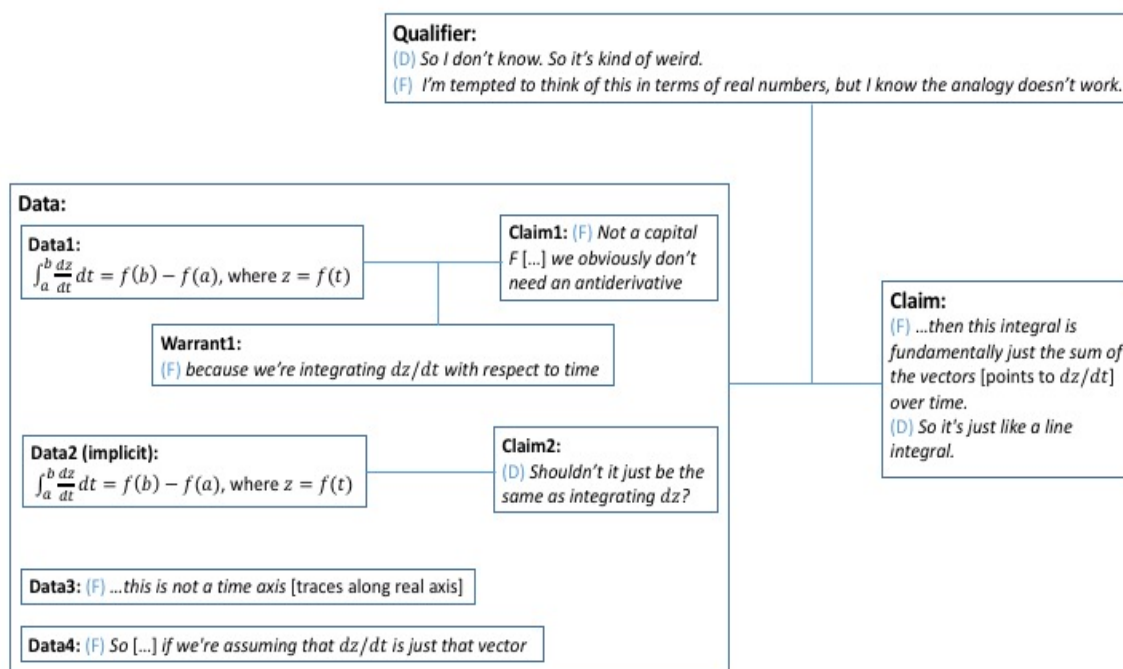 Qualifier:
(D) So I don't know. So it's kind of weird.
(F) I'm tempted to think of this in terms of real numbers, but I know the analogy doesn't work.
Data:
Data1:
∫_a^b dz/dt dt = f(b) − f(a), where z = f(t)
Claim1: (F) Not a capital
F [...] we obviously don't
need an antiderivative
Warrant1:
(F) because we're integrating dz/dt with respect to time
Data2 (implicit):
∫_a^b dz/dt dt = f(b) − f(a), where z = f(t)
Claim2:
(D) Shouldn't it just be the
same as integrating dz?
Data3: (F) ...this is not a time axis [traces along real axis]
Data4: (F) So [...] if we're assuming that dz/dt is just that vector
Claim:
(F) ...then this integral is
fundamentally just the sum of
the vectors [points to dz/dt]
over time.
(D) So it's just like a line
integral.